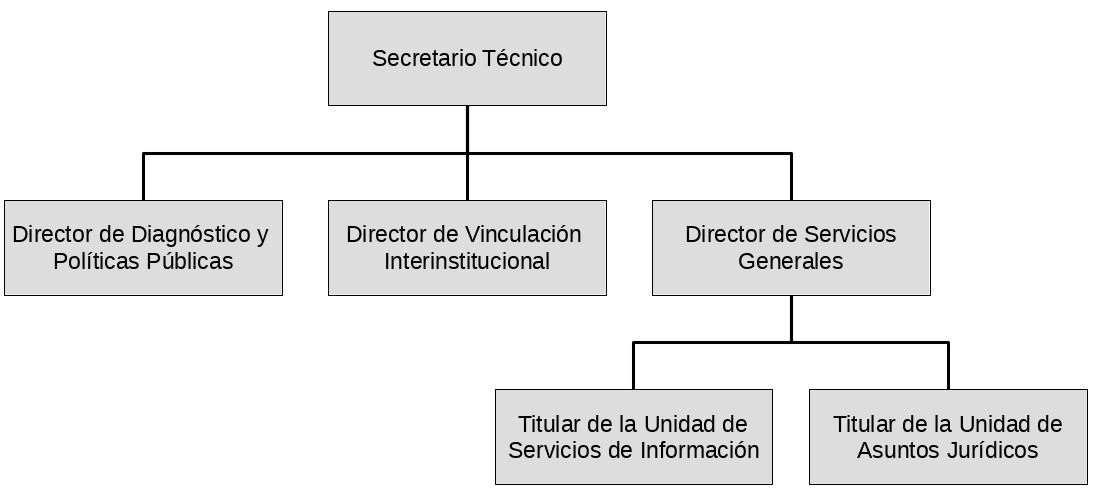 Secretario Técnico
Director de Diagnóstico y
Políticas Públicas
Director de Vinculación
Interinstitucional
Director de Servicios
Generales
Titular de la Unidad de
Servicios de Información
Titular de la Unidad de
Asuntos Jurídicos